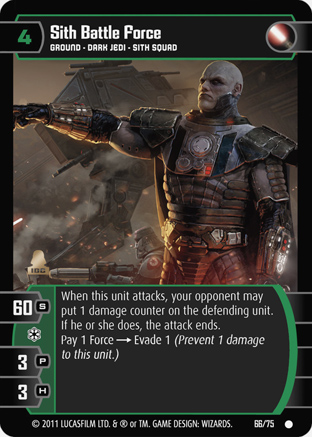 4
Sith Battle Force
GROUND - DARK JEDI - SITH SQUAD
60 S
When this unit attacks, your opponent may
put 1 damage counter on the defending unit.
If he or she does, the attack ends.
Pay 1 Force → Evade 1 (Prevent 1 damage
to this unit.)
3 P
3 H
© 2011 LUCASFILM LTD. & ® or TM. GAME DESIGN: WIZARDS.
66/75